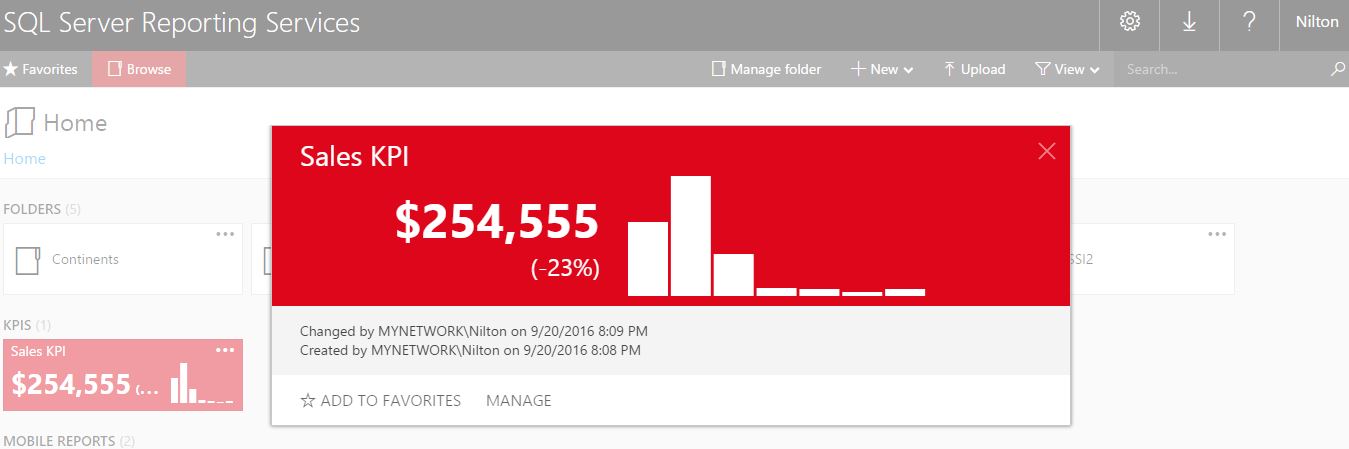 SQL Server Reporting Services
Nilton
Favorites Browse Manage folder New Upload View Search...
Home
Home
Sales KPI
$254,555
(-23%)
Changed by MYNETWORK\Nilton on 9/20/2016 8:09 PM
Created by MYNETWORK\Nilton on 9/20/2016 8:08 PM
ADD TO FAVORITES MANAGE
FOLDERS (5)
Continents
KPIS (1)
Sales KPI
$254,555 (...
MOBILE REPORTS (2)